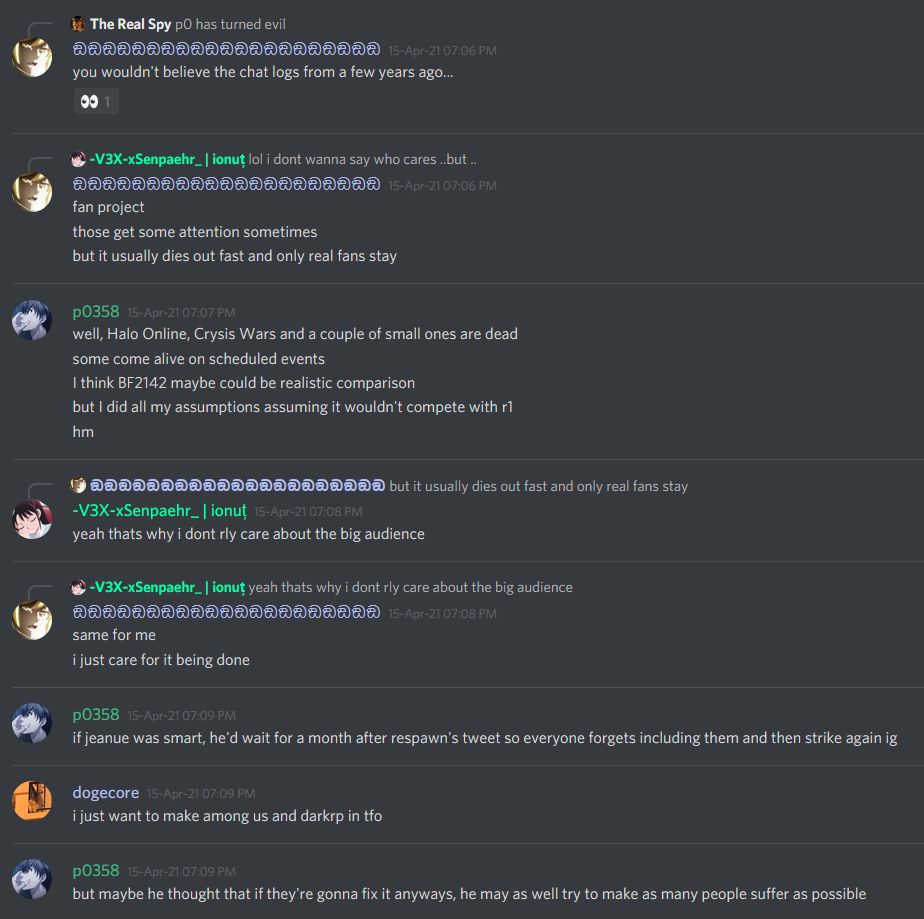 The Real Spy p0 has turned evil
ඞඞඞඞඞඞඞඞඞඞඞඞඞඞඞඞඞඞඞඞඞ 15-Apr-21 07:06 PM
you wouldn't believe the chat logs from a few years ago...
👀 1
-V3X-xSenpaehr_ | ionuț lol i dont wanna say who cares ..but ..
ඞඞඞඞඞඞඞඞඞඞඞඞඞඞඞඞඞඞඞඞඞ 15-Apr-21 07:06 PM
fan project
those get some attention sometimes
but it usually dies out fast and only real fans stay
p0358 15-Apr-21 07:07 PM
well, Halo Online, Crysis Wars and a couple of small ones are dead
some come alive on scheduled events
I think BF2142 maybe could be realistic comparison
but I did all my assumptions assuming it wouldn't compete with r1
hm
ඞඞඞඞඞඞඞඞඞඞඞඞඞඞඞඞඞඞඞඞඞ but it usually dies out fast and only real fans stay
-V3X-xSenpaehr_ | ionuț 15-Apr-21 07:08 PM
yeah thats why i dont rly care about the big audience
-V3X-xSenpaehr_ | ionuț yeah thats why i dont rly care about the big audience
ඞඞඞඞඞඞඞඞඞඞඞඞඞඞඞඞඞඞඞඞඞ 15-Apr-21 07:08 PM
same for me
i just care for it being done
p0358 15-Apr-21 07:09 PM
if jeanue was smart, he'd wait for a month after respawn's tweet so everyone forgets including them and then strike again ig
dogecore 15-Apr-21 07:09 PM
i just want to make among us and darkrp in tfo
p0358 15-Apr-21 07:09 PM
but maybe he thought that if they're gonna fix it anyways, he may as well try to make as many people suffer as possible